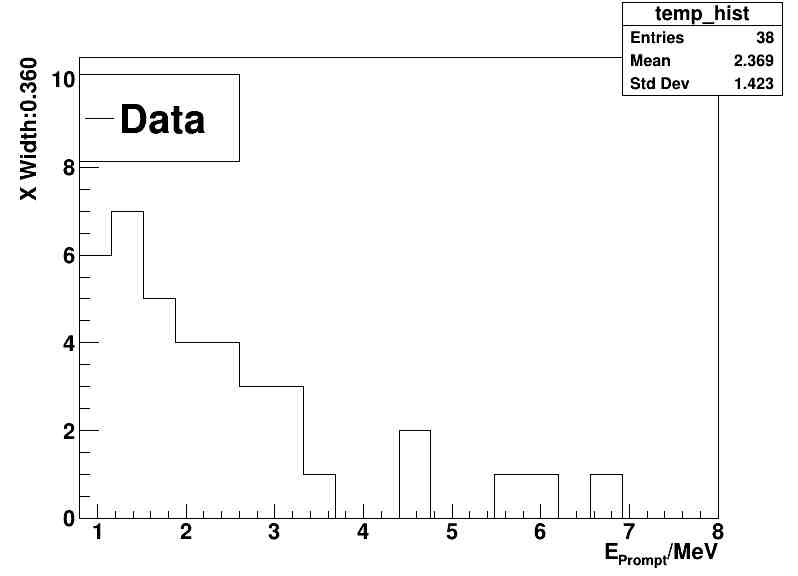 temp_hist
Entries 38
Mean 2.369
Std Dev 1.423
X Width:0.360
10
8
6
4
2
0
Data
1 2 3 4 5 6 7 8
E_Prompt/MeV